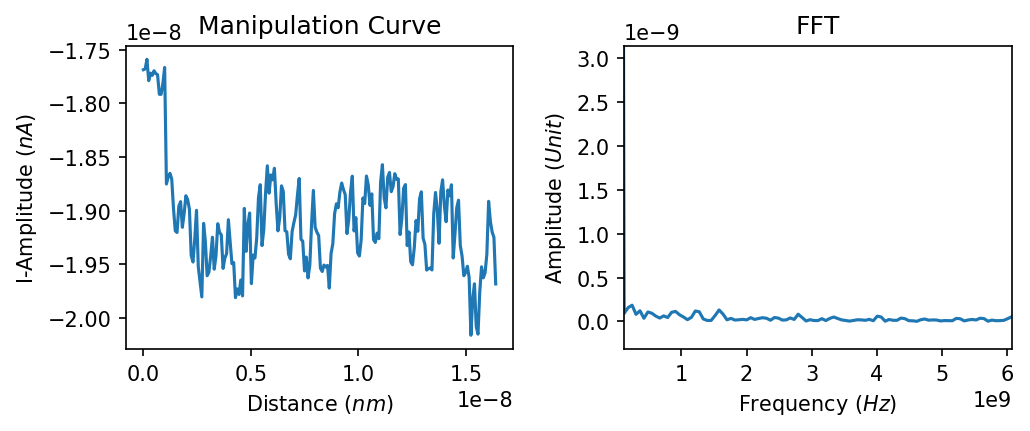 Manipulation Curve
1e−8
−1.75
−1.80
−1.85
−1.90
−1.95
−2.00
I-Amplitude (nA)
0.0
0.5
1.0
1.5
1e−8
Distance (nm)
FFT
1e−9
3.0
2.5
2.0
1.5
1.0
0.5
0.0
Amplitude (Unit)
1
2
3
4
5
6
1e9
Frequency (Hz)